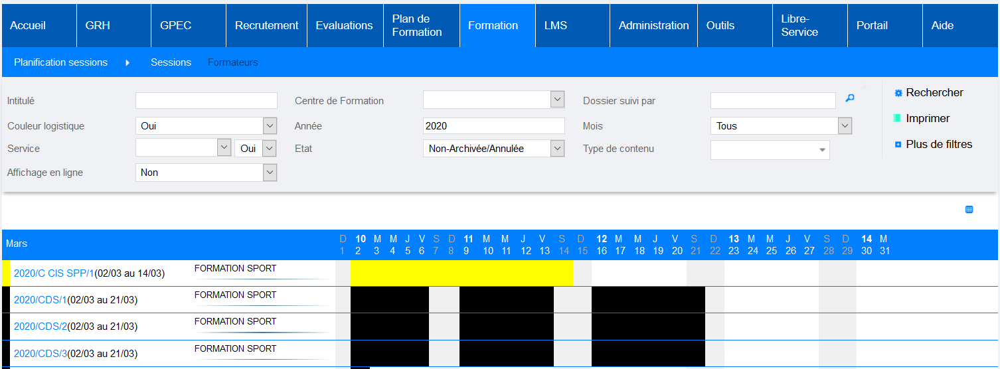 Accueil GRH GPEC Recrutement Evaluations Plan de Formation Formation LMS Administration Outils Libre-Service Portail Aide
Planification sessions Sessions Formateurs
Intitulé Centre de Formation Dossier suivi par Rechercher
Couleur logistique Oui Année 2020 Mois Tous Imprimer
Service Oui Etat Non-Archivée/Annulée Type de contenu Plus de filtres
Affichage en ligne Non
Mars D 10 M M J V S D 11 M M J V S D 12 M M J V S D 13 M M J V S D 14 M
1 2 3 4 5 6 7 8 9 10 11 12 13 14 15 16 17 18 19 20 21 22 23 24 25 26 27 28 29 30 31
2020/C CIS SPP/1(02/03 au 14/03) FORMATION SPORT
2020/CDS/1(02/03 au 21/03) FORMATION SPORT
2020/CDS/2(02/03 au 21/03) FORMATION SPORT
2020/CDS/3(02/03 au 21/03) FORMATION SPORT